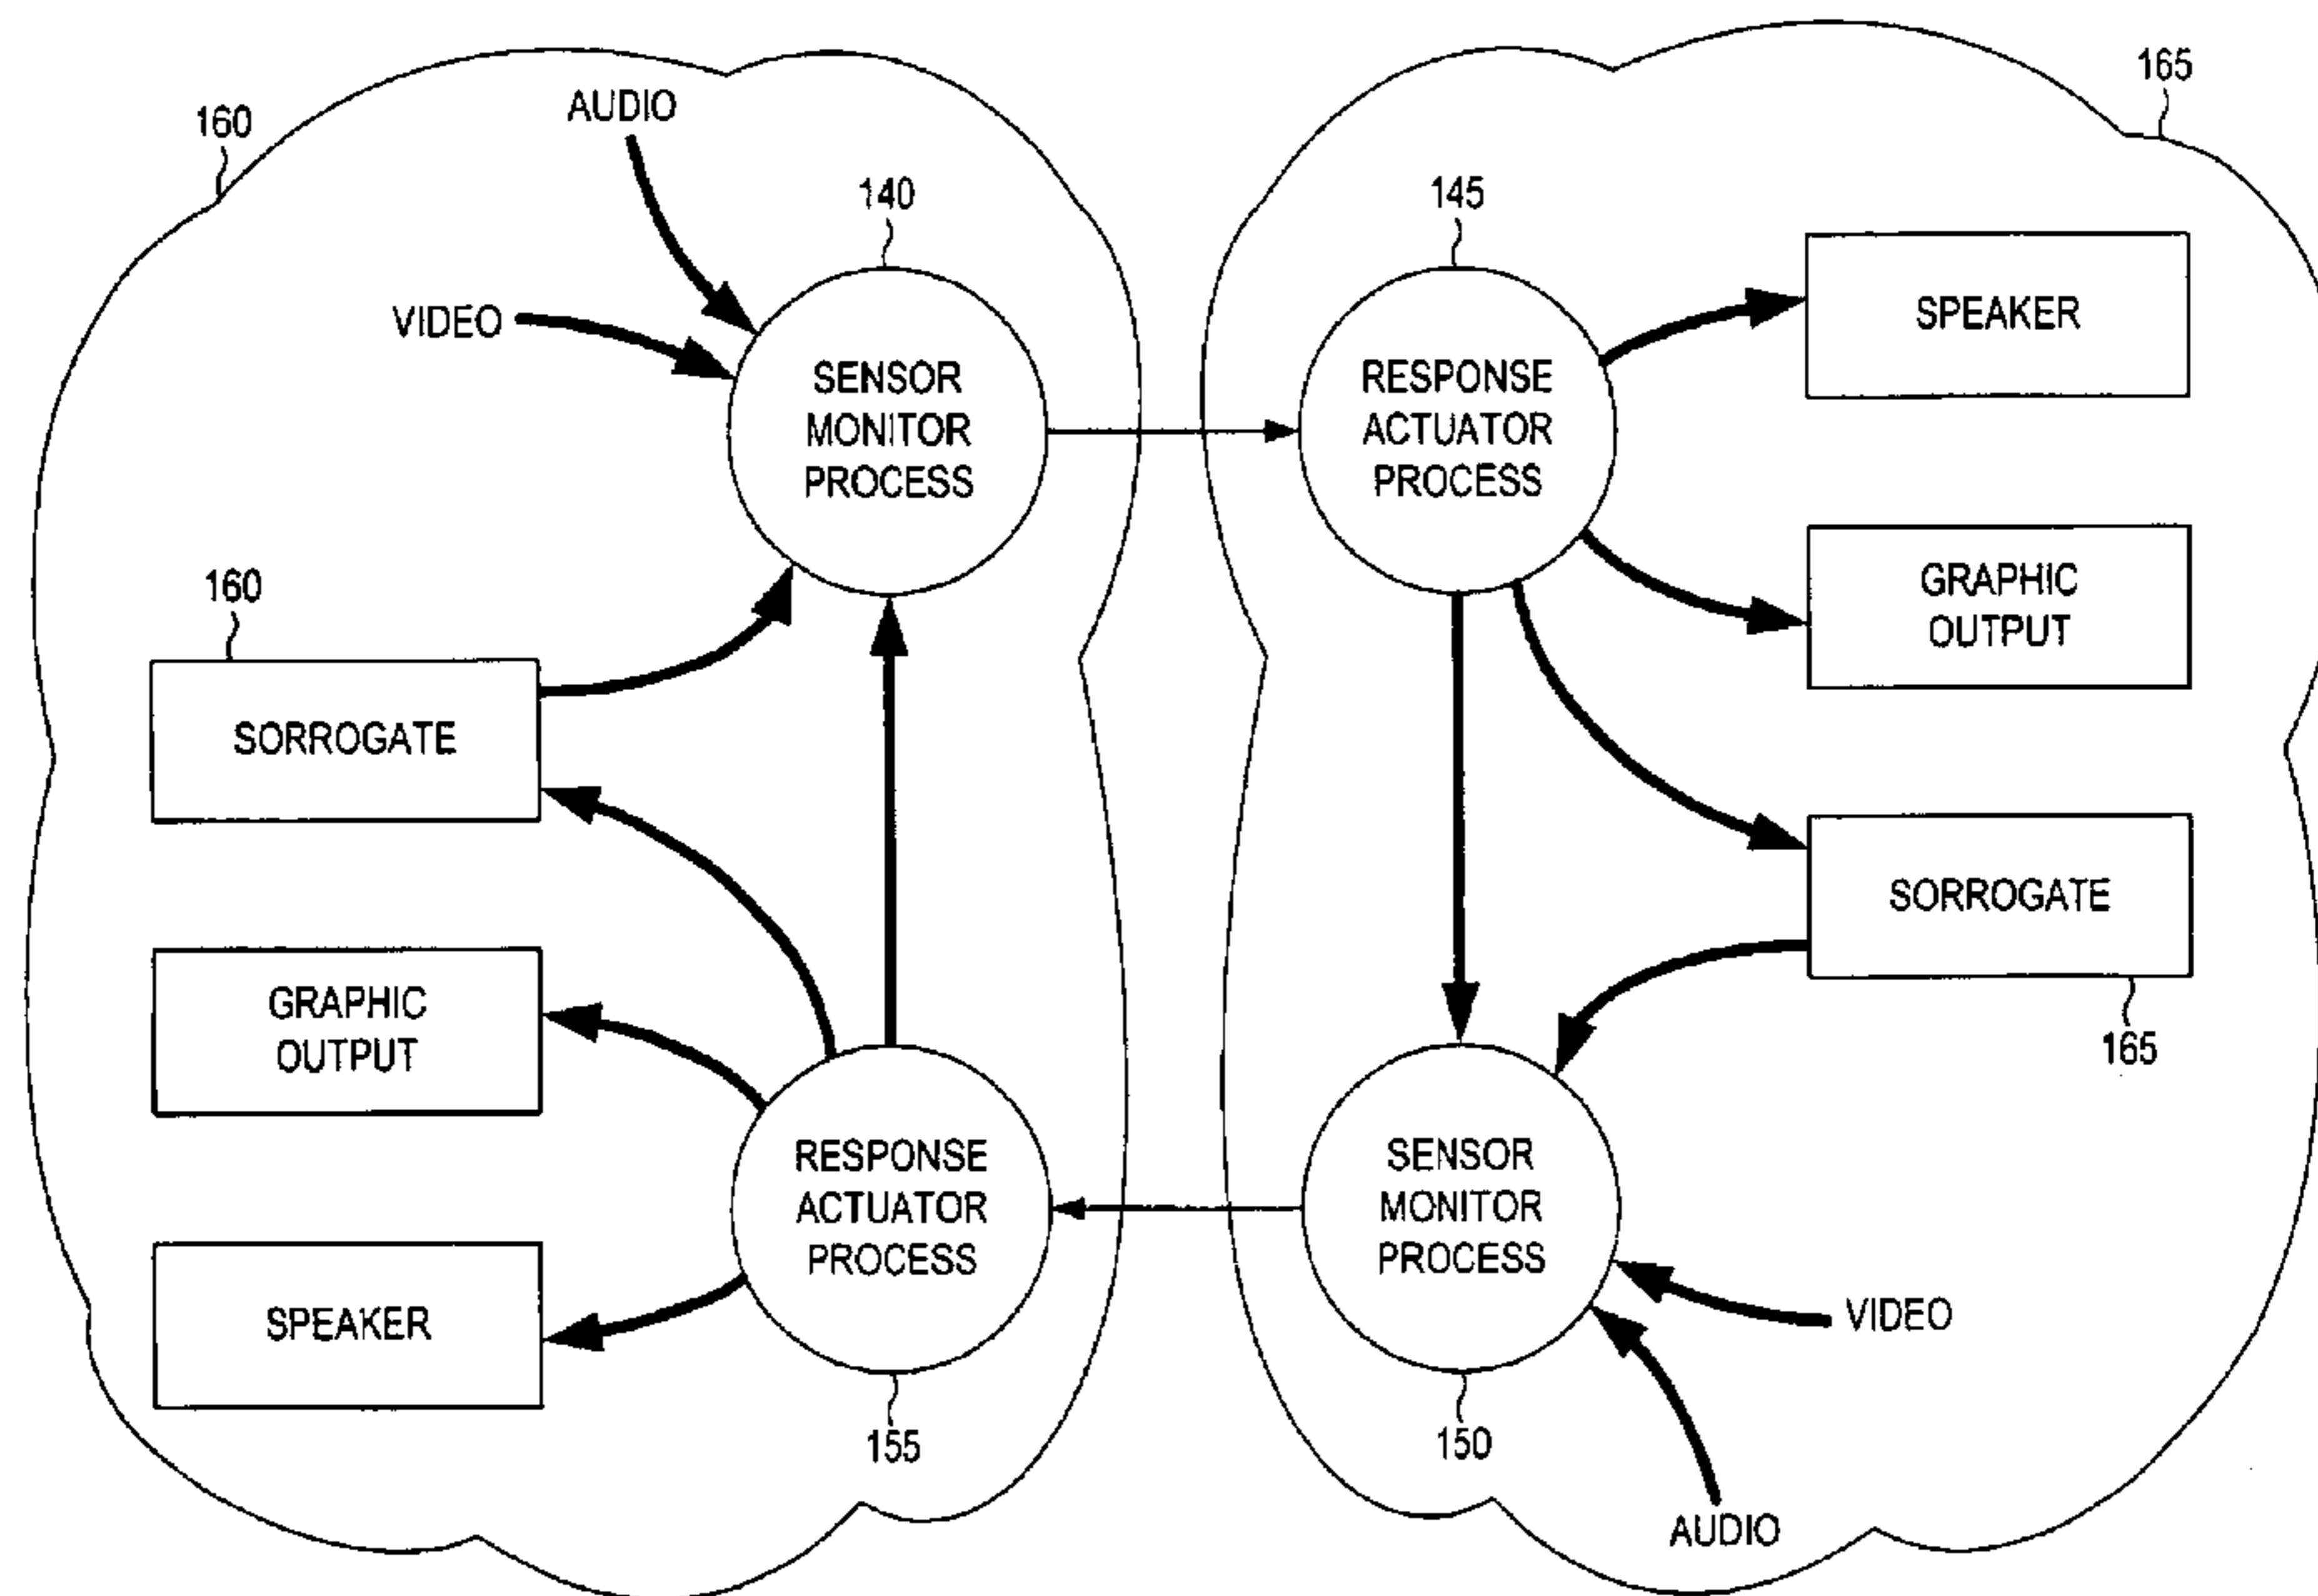 160
AUDIO
140
VIDEO
SENSOR
MONITOR
PROCESS
160
SORROGATE
GRAPHIC
OUTPUT
RESPONSE
ACTUATOR
PROCESS
SPEAKER
155
165
145
SPEAKER
RESPONSE
ACTUATOR
PROCESS
GRAPHIC
OUTPUT
SORROGATE
165
SENSOR
MONITOR
PROCESS
VIDEO
150
AUDIO